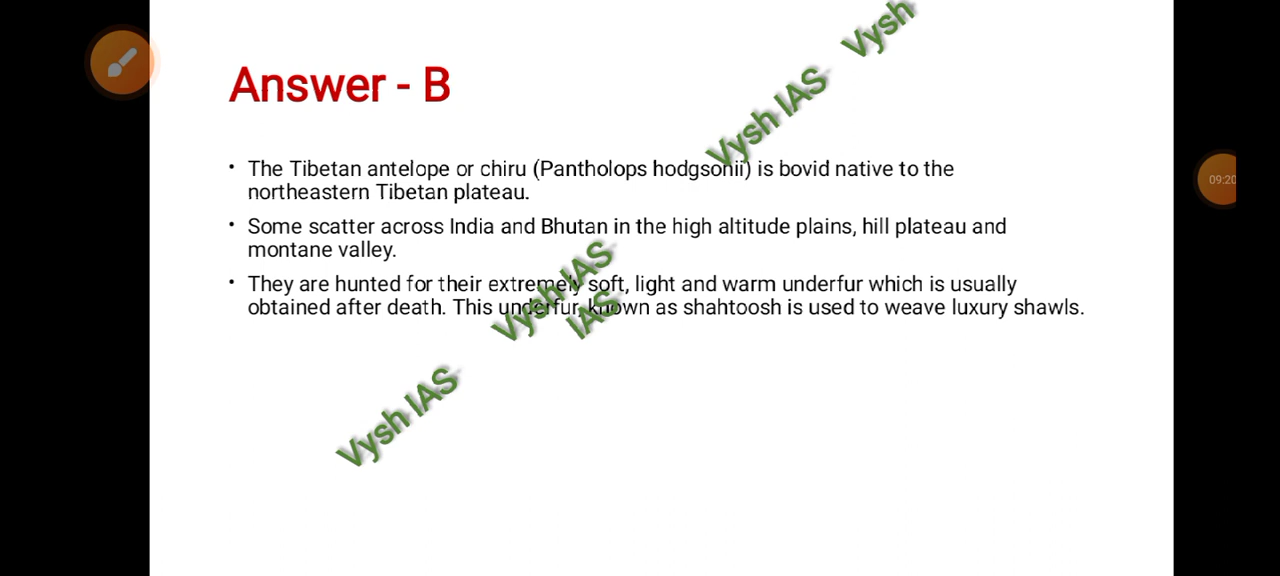 Vysh
Vysh IAS
Answer - B
• The Tibetan antelope or chiru (Pantholops hodgsonii) is bovid native to the
northeastern Tibetan plateau.
• Some scatter across India and Bhutan in the high altitude plains, hill plateau and
montane valley.
• They are hunted for their extremely soft, light and warm underfur which is usually
obtained after death. This underfur, known as shahtoosh is used to weave luxury shawls.
Vysh IAS
IAS
Vysh IAS
09:20